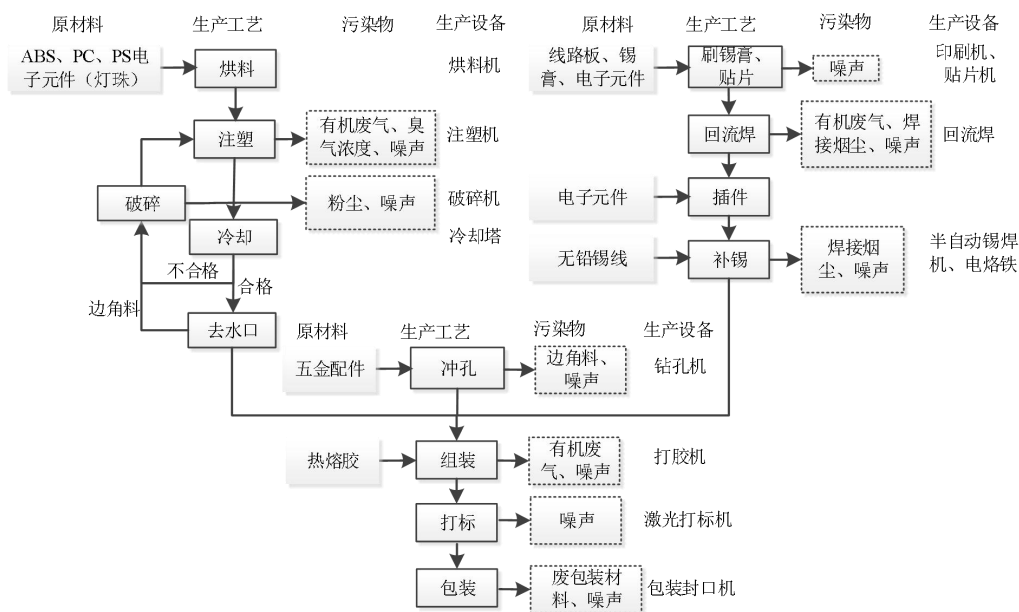 原材料 生产工艺 污染物 生产设备
ABS、PC、PS电
子元件（灯珠）
烘料
烘料机
注塑
有机废气、臭
气浓度、噪声
注塑机
破碎
粉尘、噪声
破碎机
冷却
冷却塔
不合格
合格
边角料
去水口
原材料 生产工艺 污染物 生产设备
线路板、锡
膏、电子元件
刷锡膏、
贴片
噪声
印刷机、
贴片机
回流焊
有机废气、焊
接烟尘、噪声
回流焊
电子元件
插件
无铅锡线
补锡
焊接烟
尘、噪声
半自动锡焊
机、电烙铁
原材料 生产工艺 污染物 生产设备
五金配件
冲孔
边角料、
噪声
钻孔机
热熔胶
组装
有机废
气、噪声
打胶机
打标
噪声
激光打标机
包装
废包装材
料、噪声
包装封口机